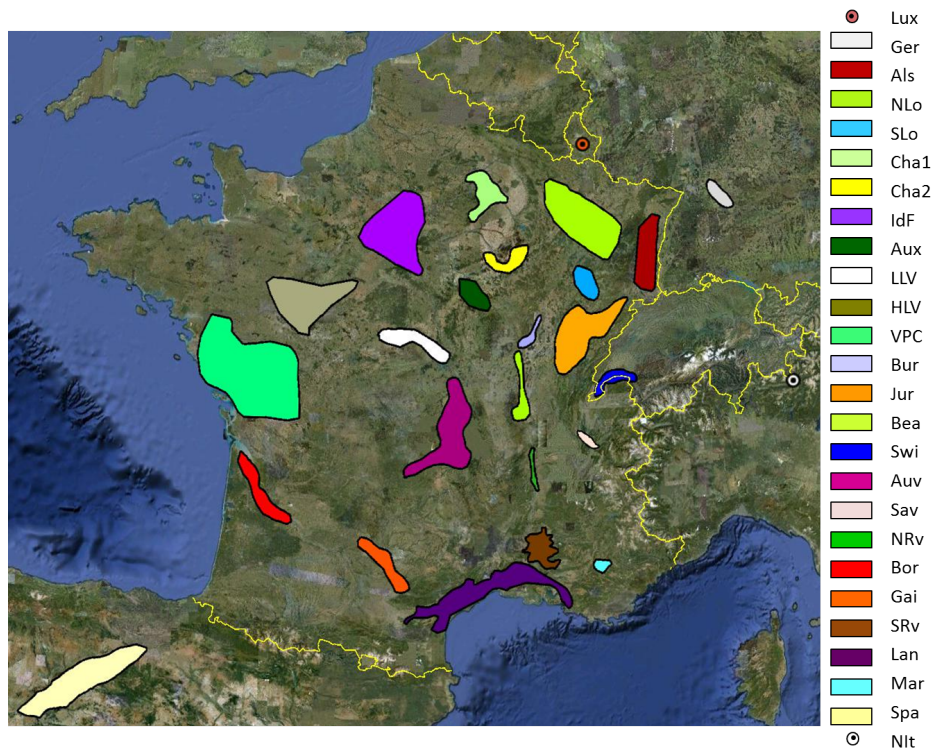 Lux
Ger
Als
NLo
SLo
Cha1
Cha2
IdF
Aux
LLV
HLV
VPC
Bur
Jur
Bea
Swi
Auv
Sav
NRv
Bor
Gai
SRv
Lan
Mar
Spa
NIt